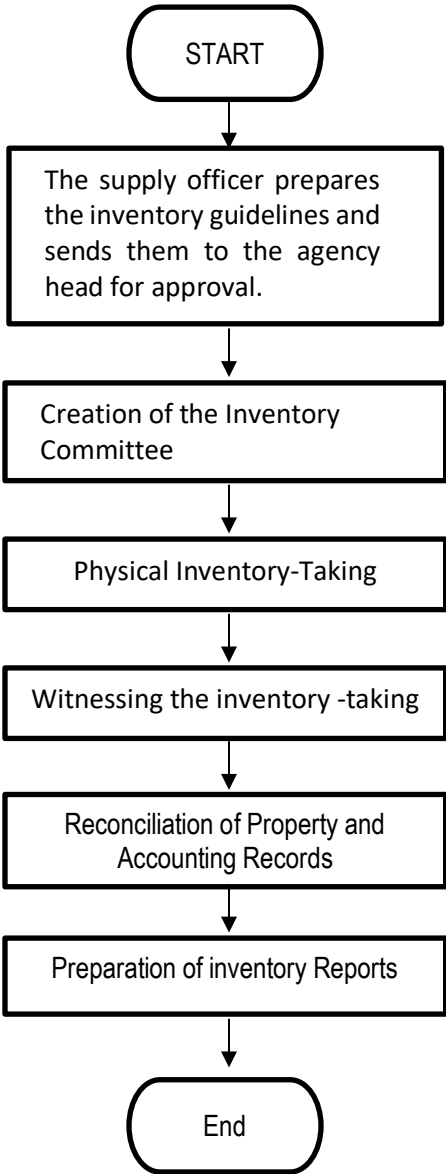 START
The supply officer prepares
the inventory guidelines and
sends them to the agency
head for approval.
Creation of the Inventory
Committee
Physical Inventory-Taking
Witnessing the inventory -taking
Reconciliation of Property and
Accounting Records
Preparation of inventory Reports
End